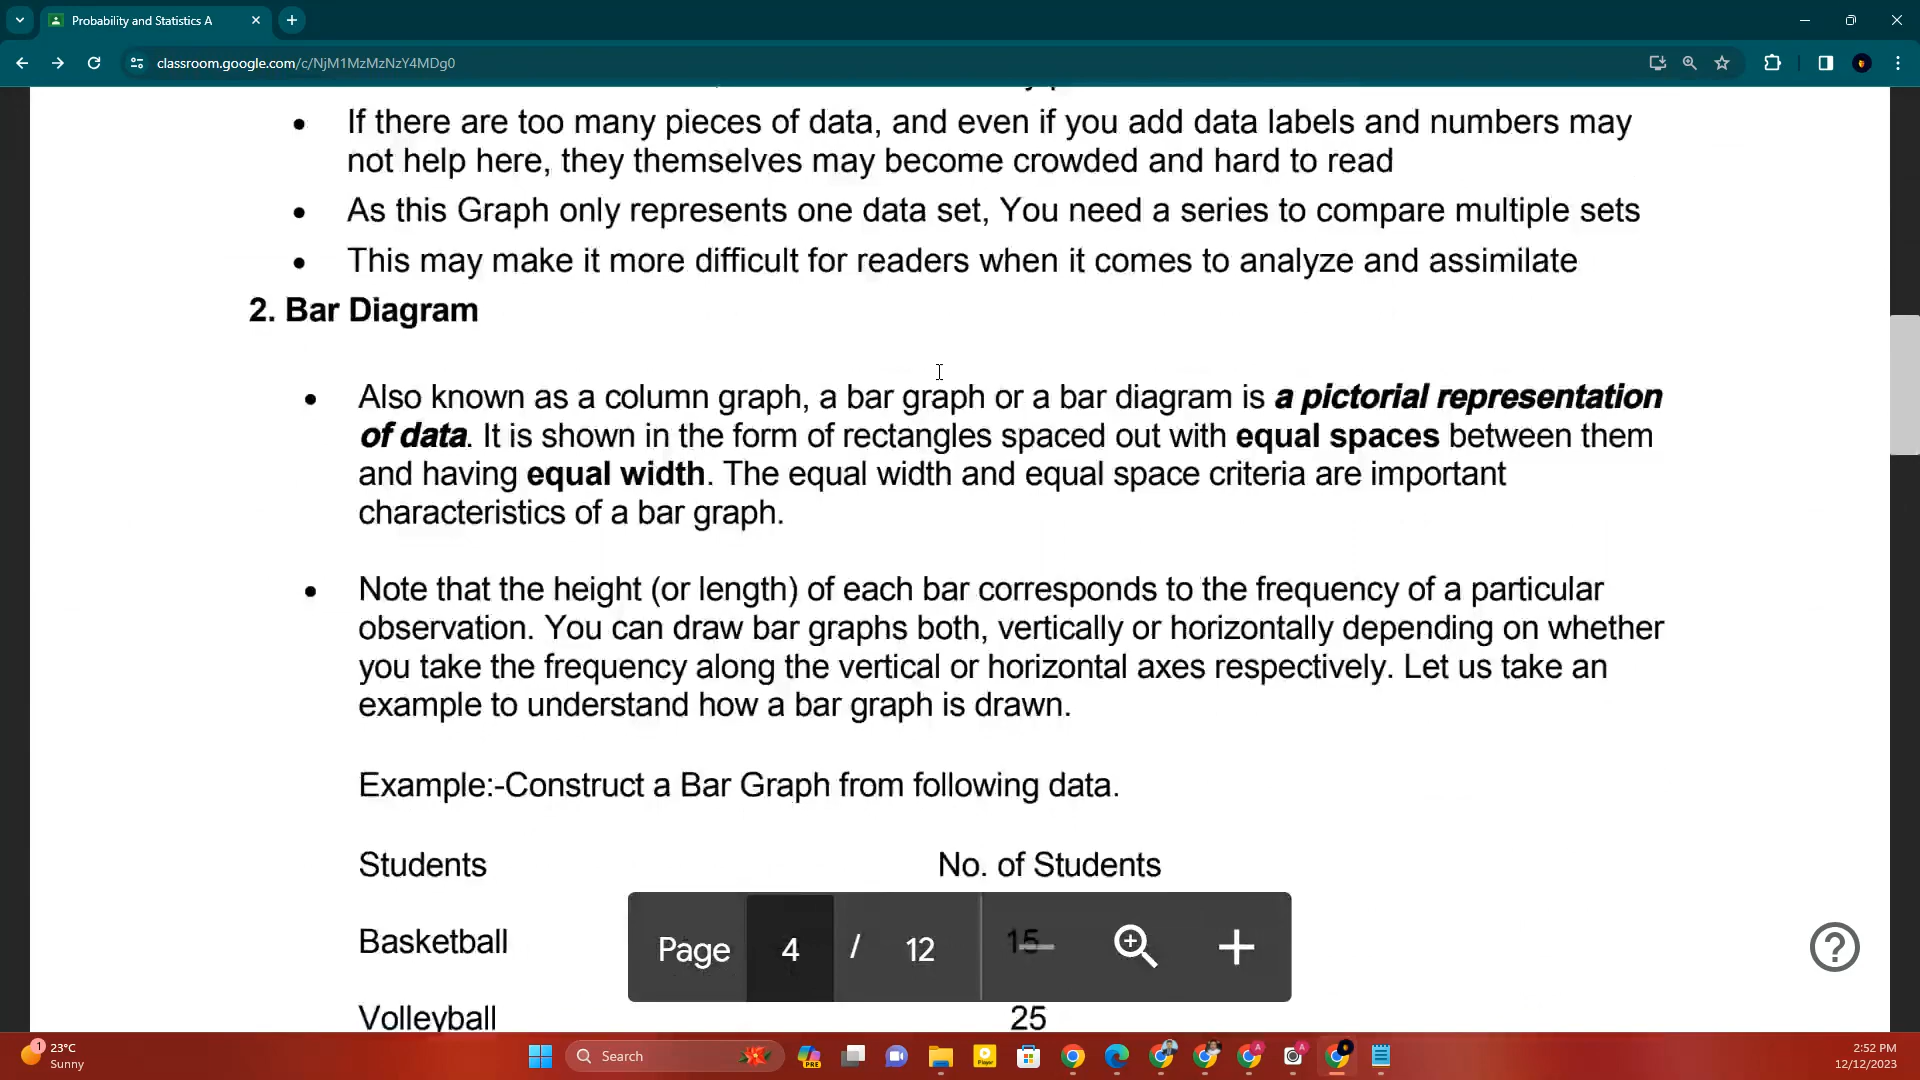 Probability and Statistics A
classroom.google.com/c/NjM1MzMzNzY4MDg0
If there are too many pieces of data, and even if you add data labels and numbers may
not help here, they themselves may become crowded and hard to read
As this Graph only represents one data set, You need a series to compare multiple sets
This may make it more difficult for readers when it comes to analyze and assimilate
2. Bar Diagram
Also known as a column graph, a bar graph or a bar diagram is a pictorial representation
of data. It is shown in the form of rectangles spaced out with equal spaces between them
and having equal width. The equal width and equal space criteria are important
characteristics of a bar graph.
Note that the height (or length) of each bar corresponds to the frequency of a particular
observation. You can draw bar graphs both, vertically or horizontally depending on whether
you take the frequency along the vertical or horizontal axes respectively. Let us take an
example to understand how a bar graph is drawn.
Example:-Construct a Bar Graph from following data.
Students No. of Students
Basketball 15
Page 4 / 12
Volleyball 25
1
23°C
Sunny
Search
PRE
2:52 PM
12/12/2023